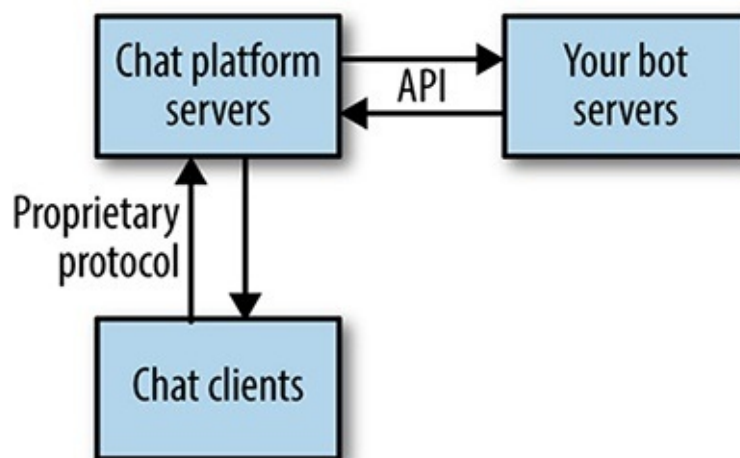 Chat platform
servers
API
Your bot
servers
Proprietary
protocol
Chat clients